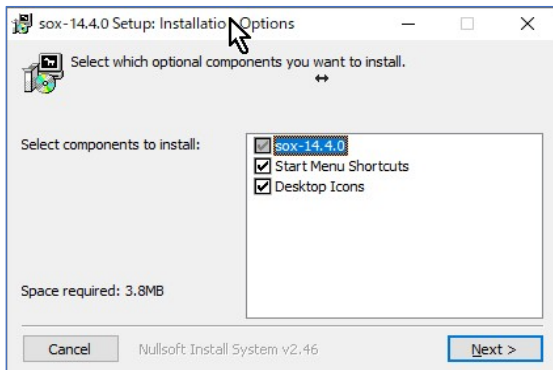 sox-14.4.0 Setup: Installation Options
Select which optional components you want to install.
Select components to install:
sox-14.4.0
Start Menu Shortcuts
Desktop Icons
Space required: 3.8MB
Cancel
Nullsoft Install System v2.46
Next >